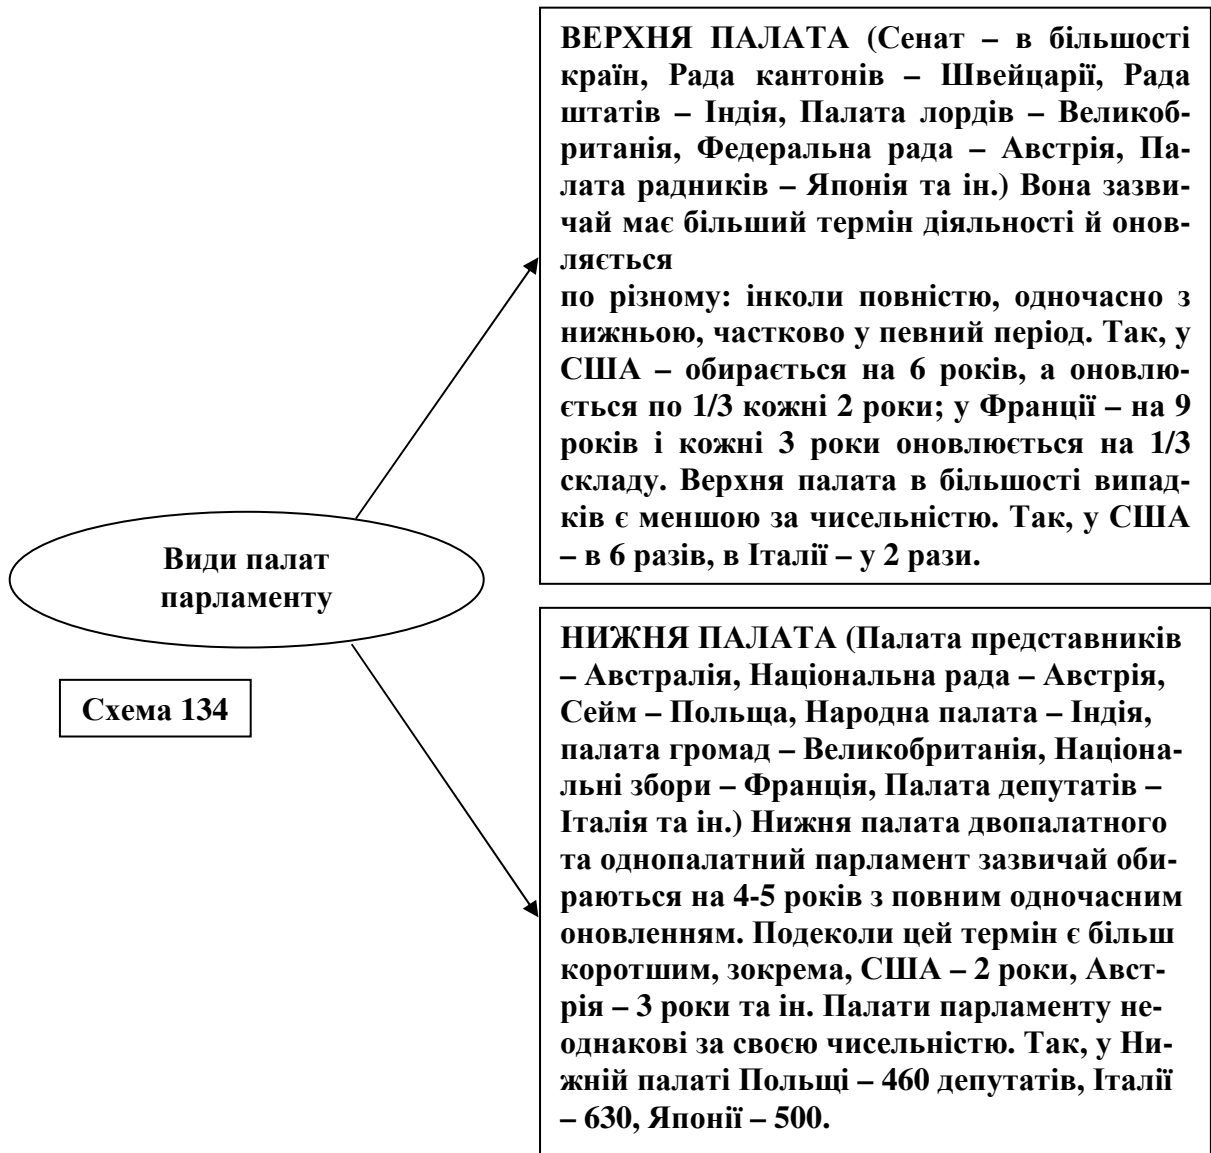 ВЕРХНЯ ПАЛАТА (Сенат – в більшості
країн, Рада кантонів – Швейцарії, Рада
штатів – Індія, Палата лордів – Великоб-
ританія, Федеральна рада – Австрія, Па-
лата радників – Японія та ін.) Вона зазви-
чай має більший термін діяльності й онов-
ляється
по різному: інколи повністю, одночасно з
нижньою, частково у певний період. Так, у
США – обирається на 6 років, а оновлю-
ється по 1/3 кожні 2 роки; у Франції – на 9
років і кожні 3 роки оновлюється на 1/3
складу. Верхня палата в більшості випад-
ків є меншою за чисельністю. Так, у США
– в 6 разів, в Італії – у 2 рази.
Види палат
парламенту
Схема 134
НИЖНЯ ПАЛАТА (Палата представників
– Австралія, Національна рада – Австрія,
Сейм – Польща, Народна палата – Індія,
палата громад – Великобританія, Націона-
льні збори – Франція, Палата депутатів –
Італія та ін.) Нижня палата двопалатного
та однопалатний парламент зазвичай оби-
раються на 4-5 років з повним одночасним
оновленням. Подеколи цей термін є більш
коротшим, зокрема, США – 2 роки, Авст-
рія – 3 роки та ін. Палати парламенту не-
однакові за своєю чисельністю. Так, у Ни-
жній палаті Польщі – 460 депутатів, Італії
– 630, Японії – 500.